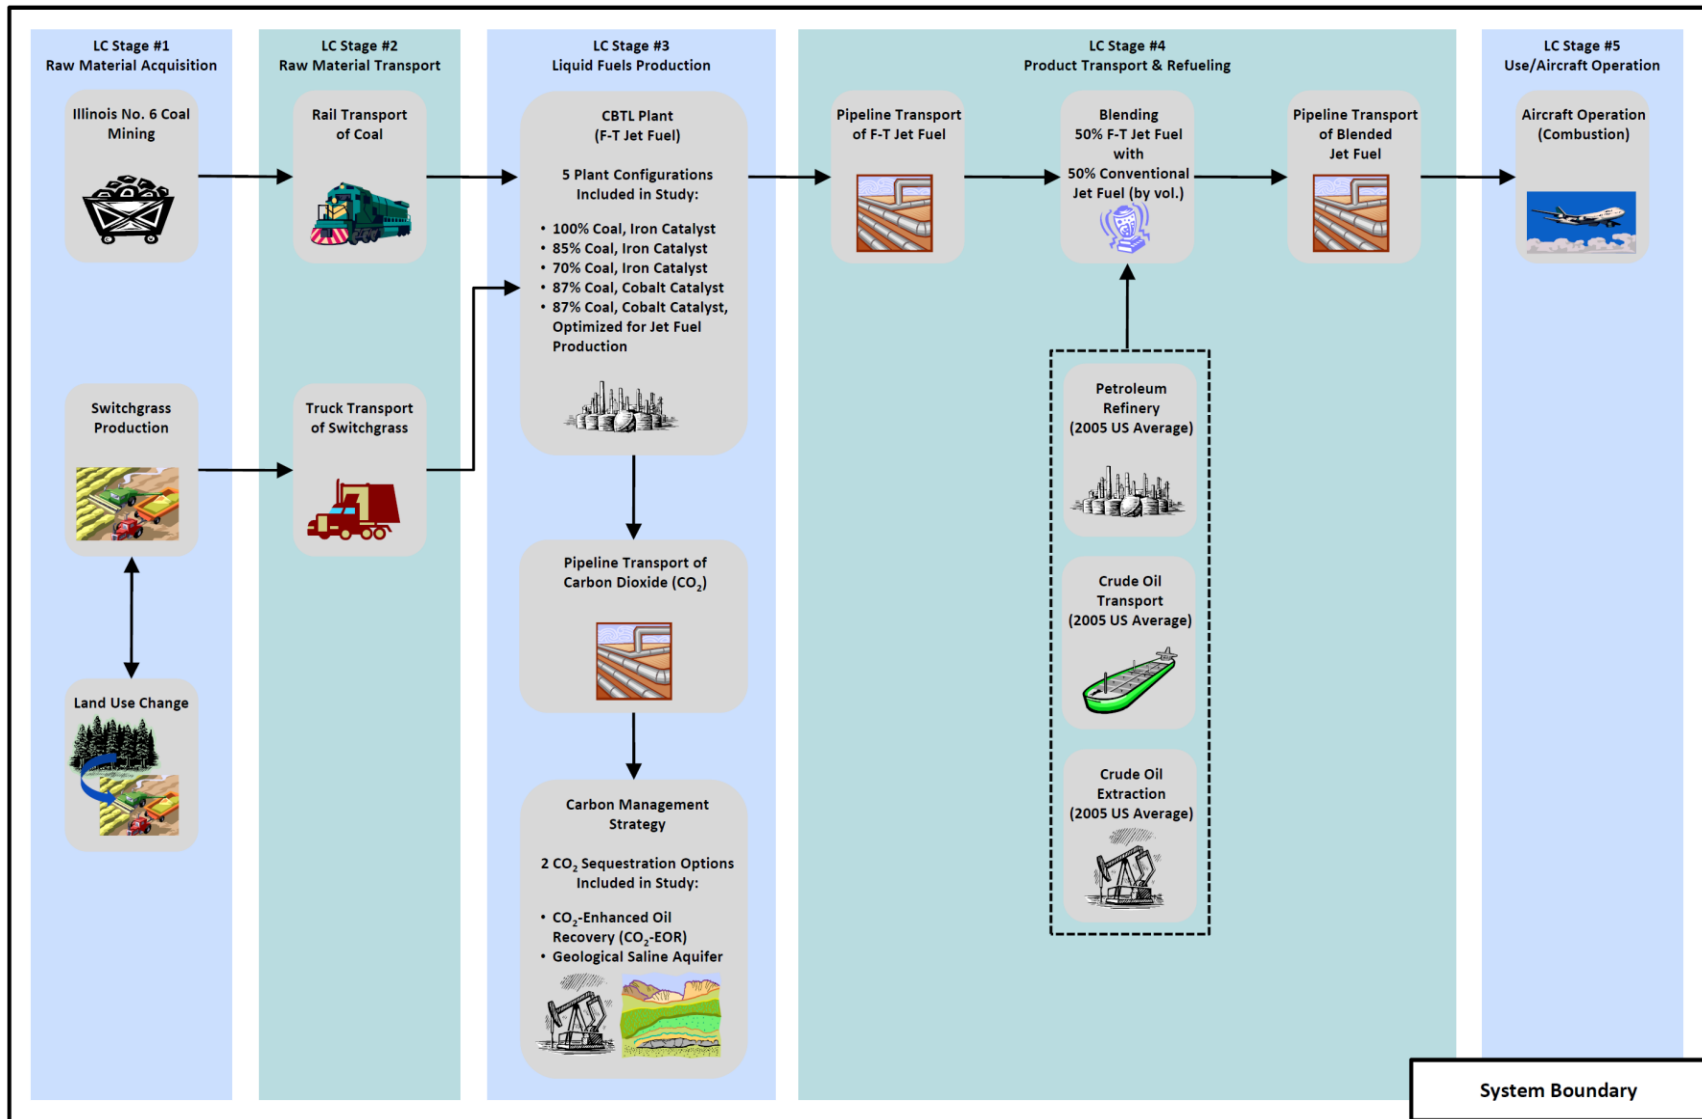 LC Stage #1
Raw Material Acquisition
Illinois No. 6 Coal
Mining
Switchgrass
Production
Land Use Change
LC Stage #2
Raw Material Transport
Rail Transport
of Coal
Truck Transport
of Switchgrass
LC Stage #3
Liquid Fuels Production
CBTL Plant
(F-T Jet Fuel)
5 Plant Configurations
Included in Study:
• 100% Coal, Iron Catalyst
• 85% Coal, Iron Catalyst
• 70% Coal, Iron Catalyst
• 87% Coal, Cobalt Catalyst
• 87% Coal, Cobalt Catalyst,
Optimized for Jet Fuel
Production
Pipeline Transport of
Carbon Dioxide (CO₂)
Carbon Management
Strategy
2 CO₂ Sequestration Options
Included in Study:
• CO₂-Enhanced Oil
Recovery (CO₂-EOR)
• Geological Saline Aquifer
LC Stage #4
Product Transport & Refueling
Pipeline Transport
of F-T Jet Fuel
Blending
50% F-T Jet Fuel
with
50% Conventional
Jet Fuel (by vol.)
Pipeline Transport
of Blended
Jet Fuel
Petroleum
Refinery
(2005 US Average)
Crude Oil
Transport
(2005 US Average)
Crude Oil
Extraction
(2005 US Average)
LC Stage #5
Use/Aircraft Operation
Aircraft Operation
(Combustion)
System Boundary